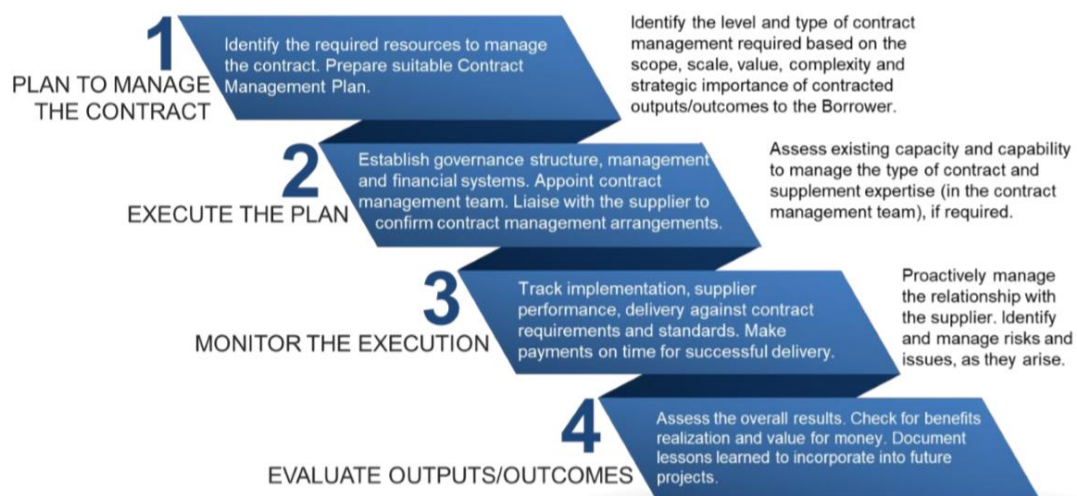 1
PLAN TO MANAGE
THE CONTRACT
Identify the required resources to manage
the contract. Prepare suitable Contract
Management Plan.
Identify the level and type of contract
management required based on the
scope, scale, value, complexity and
strategic importance of contracted
outputs/outcomes to the Borrower.
2
EXECUTE THE PLAN
Establish governance structure, management
and financial systems. Appoint contract
management team. Liaise with the supplier to
confirm contract management arrangements.
Assess existing capacity and capability
to manage the type of contract and
supplement expertise (in the contract
management team), if required.
3
MONITOR THE EXECUTION
Track implementation, supplier
performance, delivery against contract
requirements and standards. Make
payments on time for successful delivery.
Proactively manage
the relationship with
the supplier. Identify
and manage risks and
issues, as they arise.
4
EVALUATE OUTPUTS/OUTCOMES
Assess the overall results. Check for benefits
realization and value for money. Document
lessons learned to incorporate into future
projects.